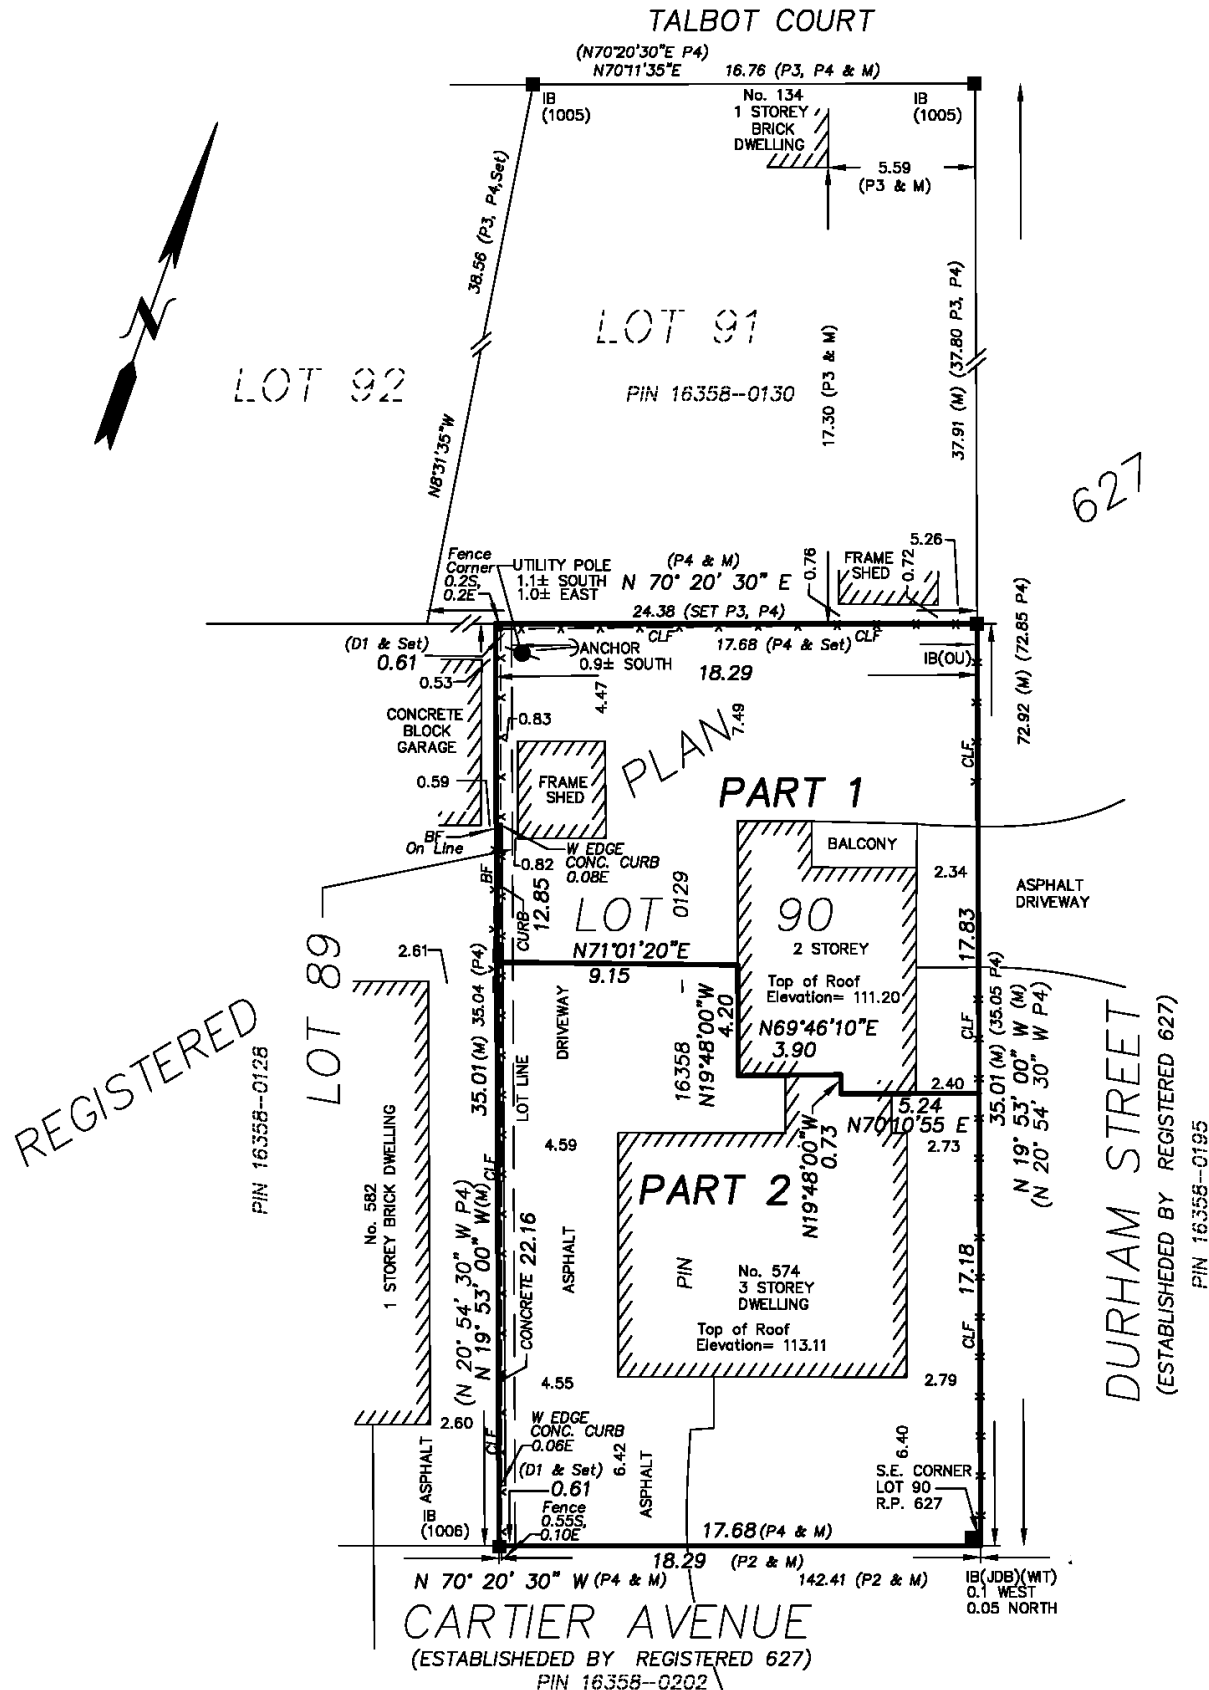 TALBOT COURT
(N70°20'30"E P4)
N70°11'35"E 16.76 (P3, P4 & M)
IB
(1005)
No. 134
1 STOREY
BRICK
DWELLING
IB
(1005)
5.59
(P3 & M)
38.56 (P3, P4,Set)
N8°31'35"W
LOT 92
LOT 91
PIN 16358--0130
17.30 (P3 & M)
37.91 (M) (37.80 P3, P4)
627
Fence
Corner
0.2S,
0.2E
UTILITY POLE
1.1± SOUTH
1.0± EAST
(P4 & M)
N 70° 20' 30" E
24.38 (SET P3, P4)
0.76
FRAME
SHED
0.72
5.26
72.92 (M) (72.85 P4)
(D1 & Set)
0.61
CLF
17.68 (P4 & Set)
CLF
ANCHOR
0.9± SOUTH
18.29
IB(OU)
0.53
4.47
7.49
CONCRETE
BLOCK
GARAGE
0.83
FRAME
SHED
PLAN
CLF
PART 1
0.59
BF
On Line
0.82
W EDGE
CONC. CURB
0.08E
BALCONY
2.34
ASPHALT
DRIVEWAY
BF
CURB
12.85
LOT 90
0129
2 STOREY
17.83
LOT 89
2.61
N71°01'20"E
9.15
Top of Roof
Elevation= 111.20
REGISTERED
PIN 16358--0128
35.01(M) 35.04 (P4)
LOT LINE
DRIVEWAY
16358 --
N19°48'00"W
4.20
N69°46'10"E
3.90
CLF
35.01(M) (35.05 P4)
N 19° 53' 00" W (M)
(N 20° 54' 30" W P4)
2.40
5.24
N70°10'55 E
2.73
N19°48'00"W
0.73
4.59
CLF
PART 2
No. 582
1 STOREY BRICK DWELLING
(N 20° 54' 30" W P4)
N 19° 53' 00" W(M)
CONCRETE
22.16
ASPHALT
PIN
No. 574
3 STOREY
DWELLING
Top of Roof
Elevation= 113.11
17.18
CLF
DURHAM STREET
(ESTABLISHED BY REGISTERED 627)
PIN 16358--0195
4.55
2.79
2.60
CLF
W EDGE
CONC. CURB
0.06E
6.42
6.40
ASPHALT
(D1 & Set)
0.61
ASPHALT
S.E. CORNER
LOT 90
R.P. 627
IB
(1006)
Fence
0.55S,
0.10E
17.68(P4 & M)
18.29 (P2 & M)
N 70° 20' 30" W (P4 & M)
142.41 (P2 & M)
IB(JDB)(WIT)
0.1 WEST
0.05 NORTH
CARTIER AVENUE
(ESTABLISHEDED BY REGISTERED 627)
PIN 16358--0202